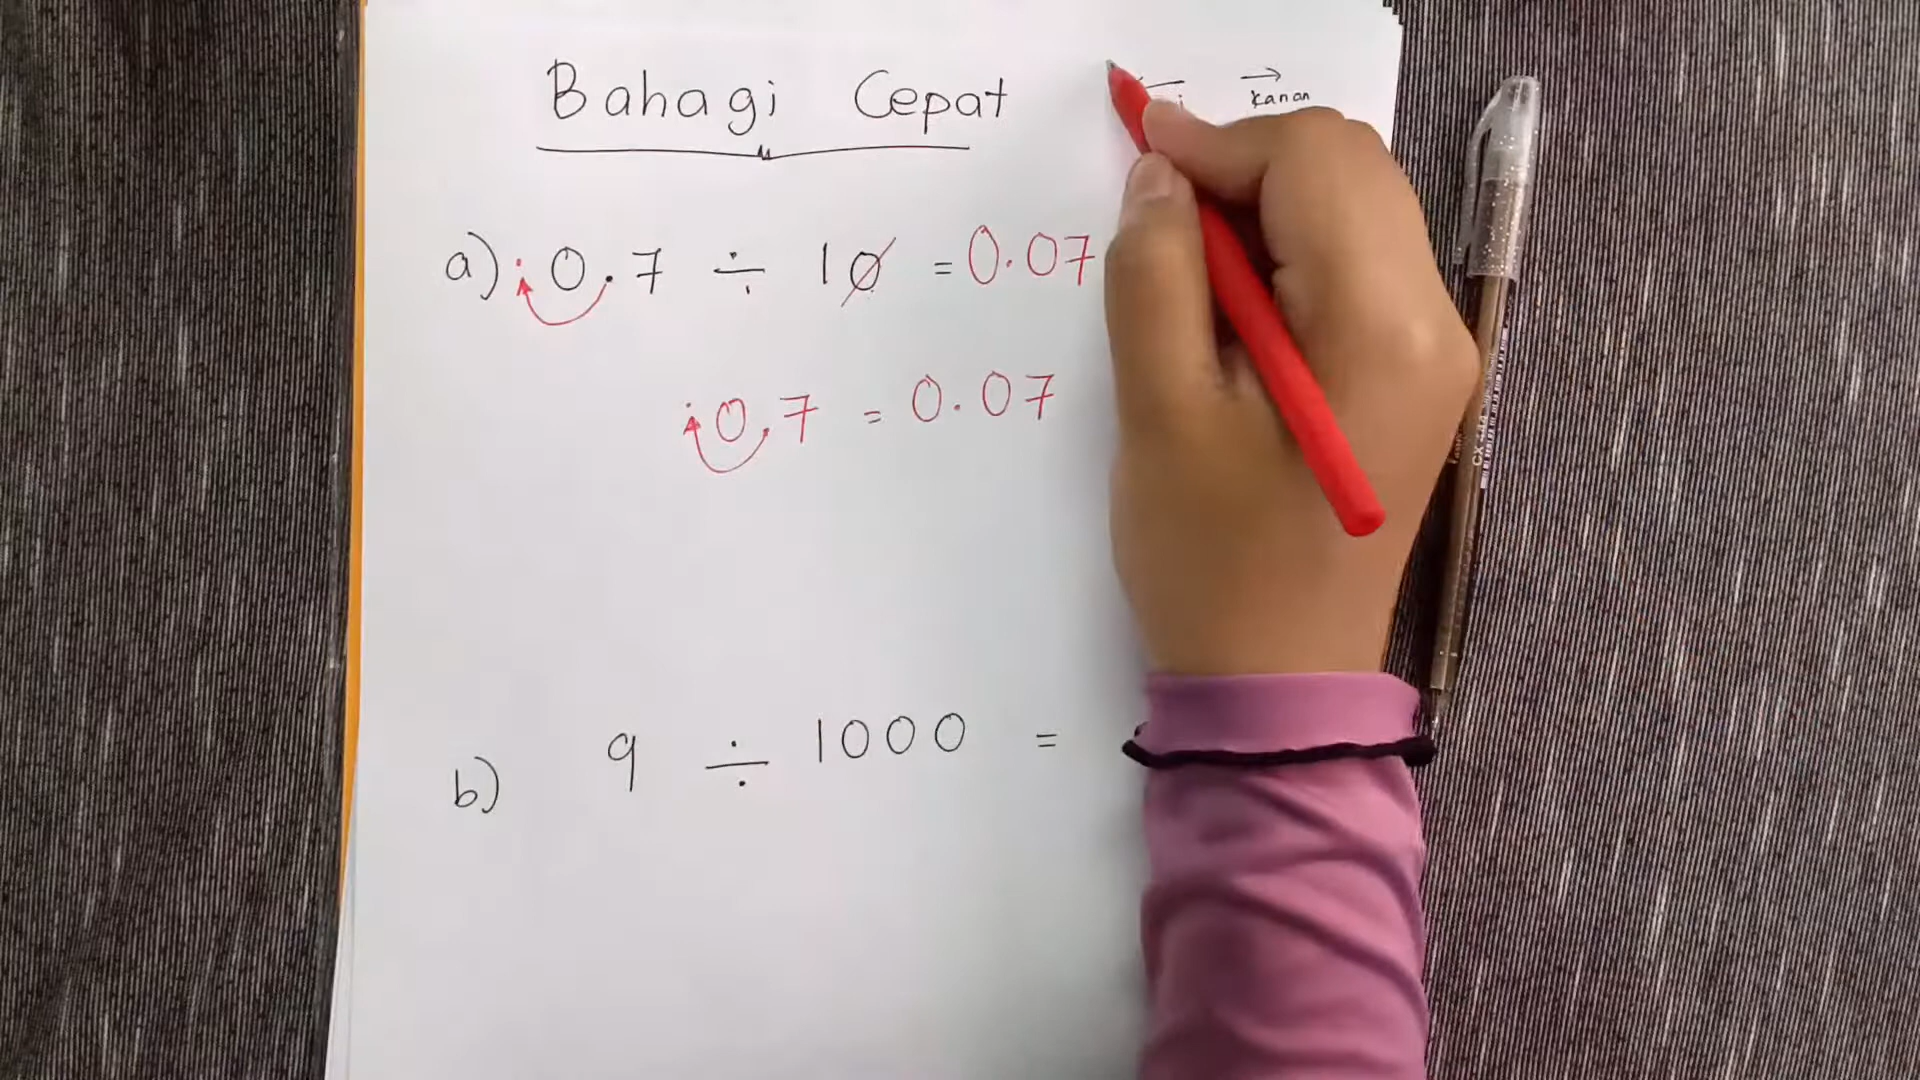 Bahagi Cepat
kanan
a) 0.7 ÷ 10 = 0.07
0.7 = 0.07
b) 9 ÷ 1000 =